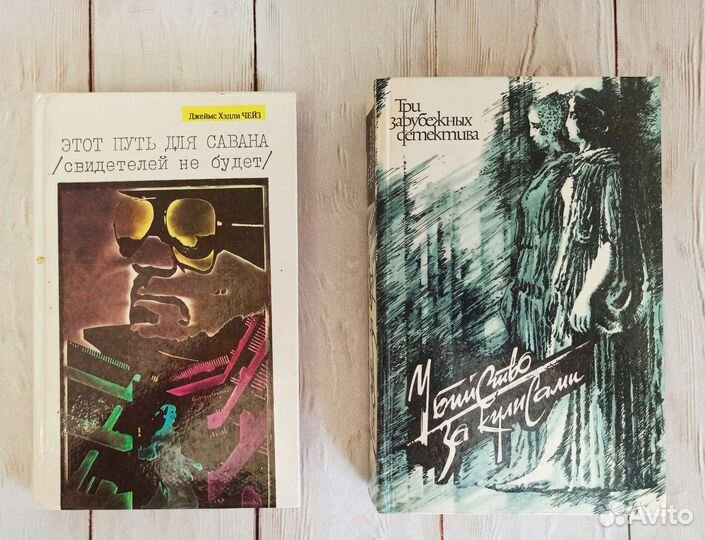 Джеймс Хэдли ЧЕЙЗ
ЭТОТ ПУТЬ ДЛЯ САВАНА
/свидетелей не будет/
Три
зарубежных
детектива
Убийство
за кулисами
Avito